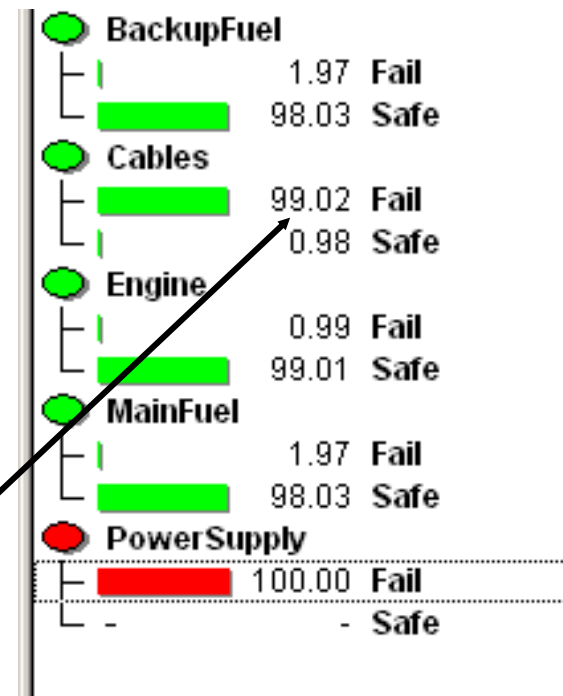 BackupFuel
1.97 Fail
98.03 Safe
Cables
99.02 Fail
0.98 Safe
Engine
0.99 Fail
99.01 Safe
MainFuel
1.97 Fail
98.03 Safe
PowerSupply
100.00 Fail
- - Safe